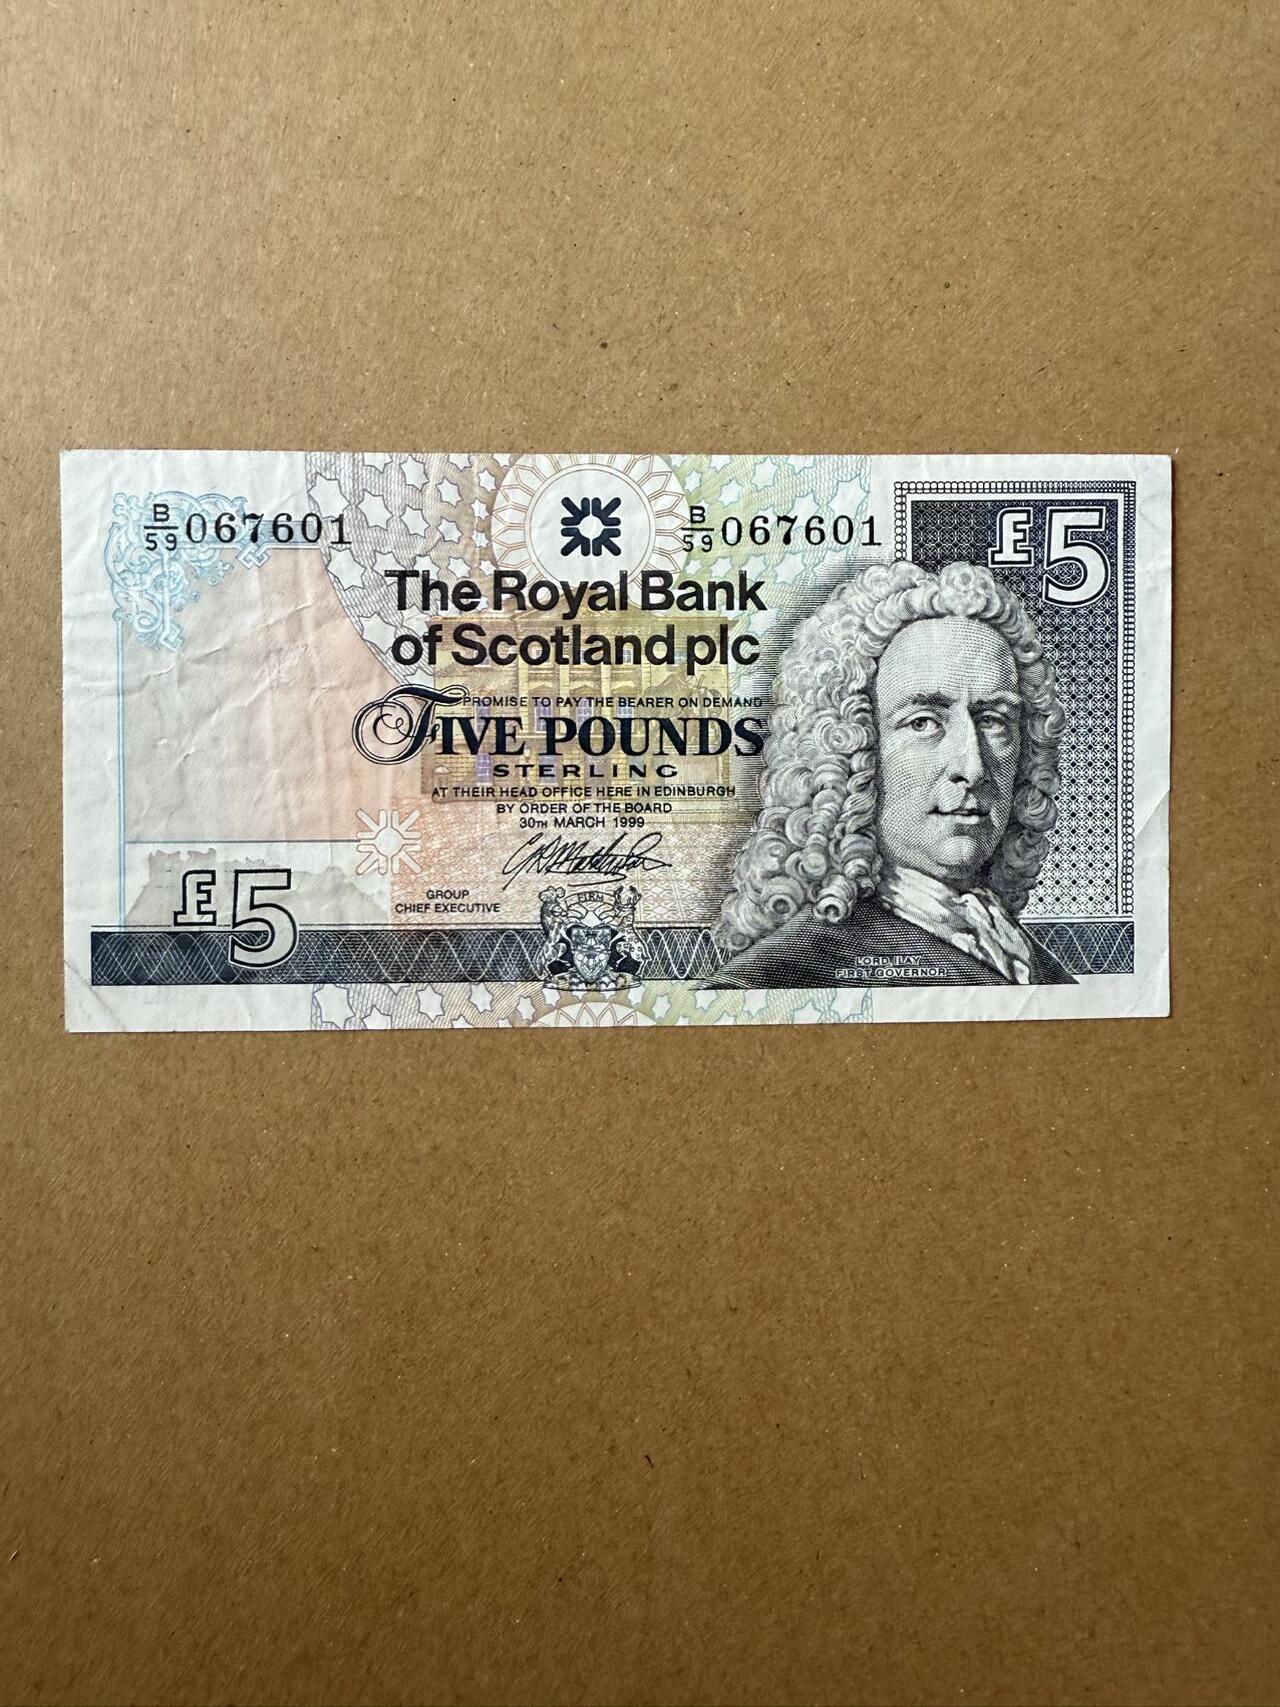 B/59 067601
B/59 067601
£5
The Royal Bank
of Scotland plc
PROMISE TO PAY THE BEARER ON DEMAND
FIVE POUNDS
STERLING
AT THEIR HEAD OFFICE HERE IN EDINBURGH
BY ORDER OF THE BOARD
30TH MARCH 1999
GROUP
CHIEF EXECUTIVE
£5
FIRM
LORD ILAY
FIRST GOVERNOR